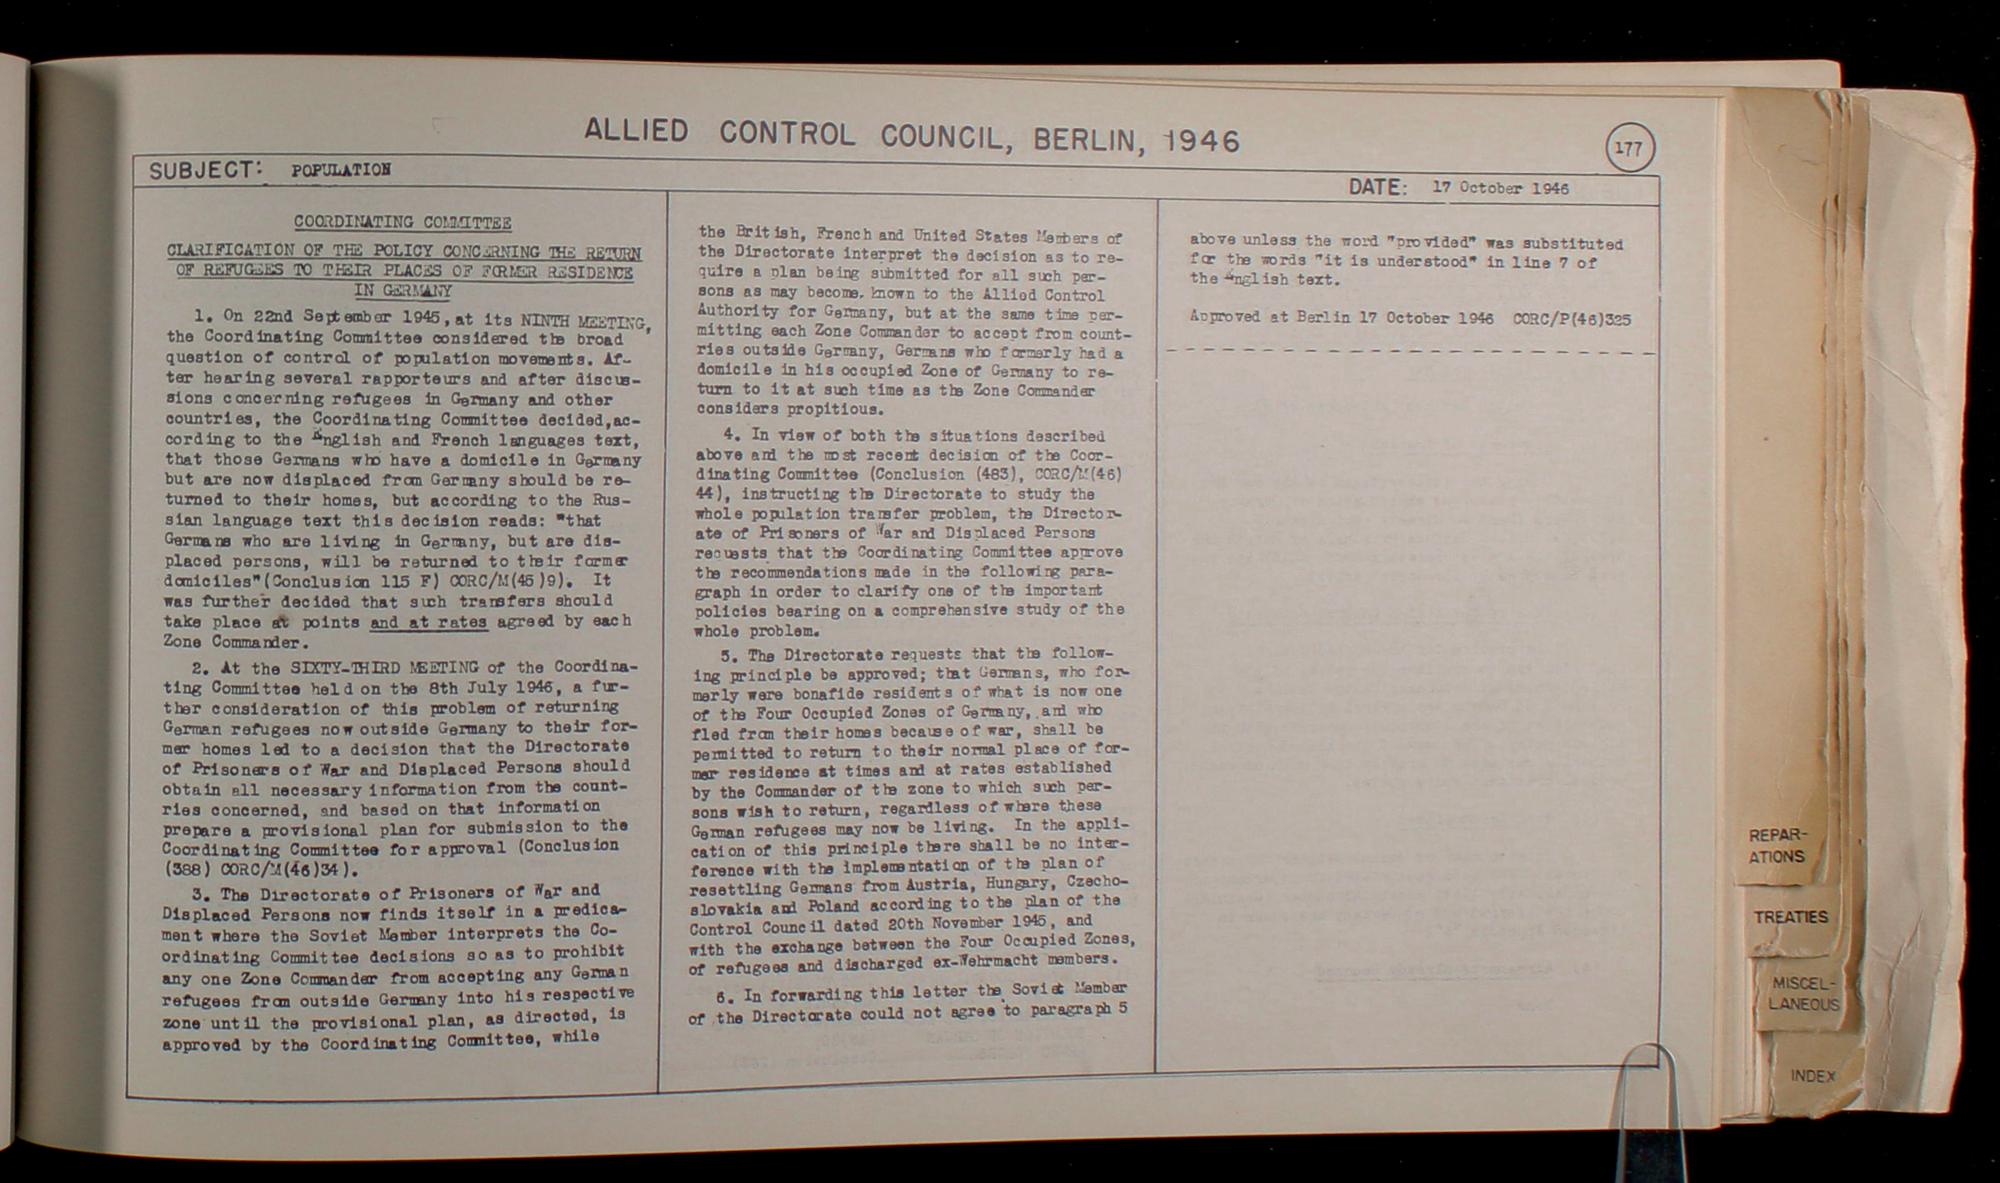 ALLIED CONTROL COUNCIL, BERLIN, 1946
177
SUBJECT: POPULATION
DATE: 17 October 1946
COORDINATING COMMITTEE
CLARIFICATION OF THE POLICY CONCERNING THE RETURN
OF REFUGEES TO THEIR PLACES OF FORMER RESIDENCE
IN GERMANY
1. On 22nd September 1945, at its NINTH MEETING,
the Coordinating Committee considered the broad
question of control of population movements. Af-
ter hearing several rapporteurs and after discus-
sions concerning refugees in Germany and other
countries, the Coordinating Committee decided,ac-
cording to the English and French languages text,
that those Germans who have a domicile in Germany
but are now displaced from Germany should be re-
turned to their homes, but according to the Rus-
sian language text this decision reads: "that
Germans who are living in Germany, but are dis-
placed persons, will be returned to their former
domiciles"(Conclusion 115 F) CORC/M(45)9). It
was further decided that such transfers should
take place at points and at rates agreed by each
Zone Commander.
2. At the SIXTY-THIRD MEETING of the Coordina-
ting Committee held on the 8th July 1946, a fur-
ther consideration of this problem of returning
German refugees now outside Germany to their for-
mer homes led to a decision that the Directorate
of Prisoners of War and Displaced Persons should
obtain all necessary information from the count-
ries concerned, and based on that information
prepare a provisional plan for submission to the
Coordinating Committee for approval (Conclusion
(388) CORC/M(46)34).
3. The Directorate of Prisoners of War and
Displaced Persons now finds itself in a predica-
ment where the Soviet Member interprets the Co-
ordinating Committee decisions so as to prohibit
any one Zone Commander from accepting any German
refugees from outside Germany into his respective
zone until the provisional plan, as directed, is
approved by the Coordinating Committee, while
the British, French and United States Members of
the Directorate interpret the decision as to re-
quire a plan being submitted for all such per-
sons as may become. known to the Allied Control
Authority for Germany, but at the same time per-
mitting each Zone Commander to accept from count-
ries outside Germany, Germans who formerly had a
domicile in his occupied Zone of Germany to re-
turn to it at such time as the Zone Commander
considers propitious.
4. In view of both the situations described
above and the most recent decision of the Coor-
dinating Committee (Conclusion (483), CORC/M(46)
44), instructing the Directorate to study the
whole population transfer problem, the Director-
ate of Prisoners of War and Displaced Persons
requests that the Coordinating Committee approve
the recommendations made in the following para-
graph in order to clarify one of the important
policies bearing on a comprehensive study of the
whole problem.
5. The Directorate requests that the follow-
ing principle be approved; that Germans, who for-
merly were bonafide residents of what is now one
of the Four Occupied Zones of Germany, and who
fled from their homes because of war, shall be
permitted to return to their normal place of for-
mer residence at times and at rates established
by the Commander of the zone to which such per-
sons wish to return, regardless of where these
German refugees may now be living. In the appli-
cation of this principle there shall be no inter-
ference with the implementation of the plan of
resettling Germans from Austria, Hungary, Czecho-
slovakia and Poland according to the plan of the
Control Council dated 20th November 1945, and
with the exchange between the Four Occupied Zones,
of refugees and discharged ex-Wehrmacht members.
6. In forwarding this letter the Soviet Member
of the Directorate could not agree to paragraph 5
above unless the word "provided" was substituted
for the words "it is understood" in line 7 of
the English text.
Approved at Berlin 17 October 1946 CORC/P(46)325
REPAR-
ATIONS
TREATIES
MISCEL-
LANEOUS
INDEX